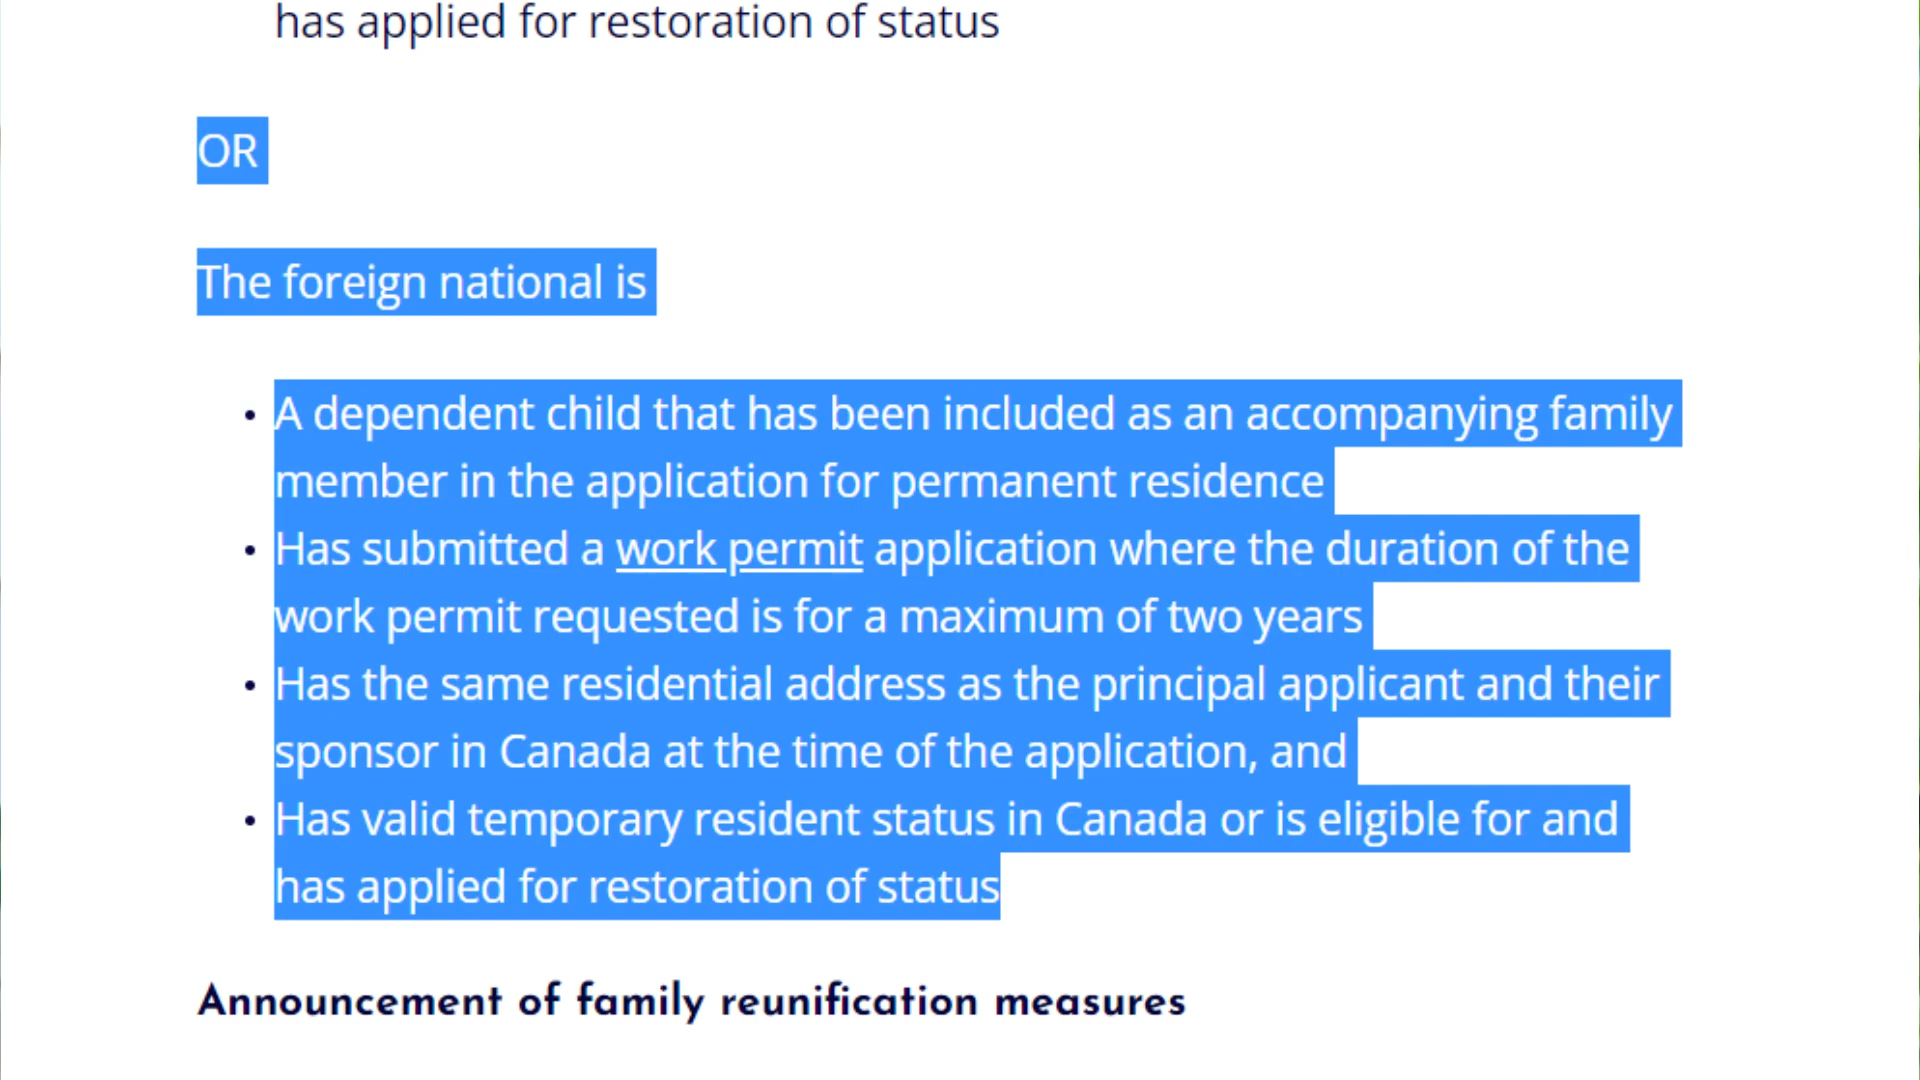 has applied for restoration of status
OR
The foreign national is
• A dependent child that has been included as an accompanying family
member in the application for permanent residence
• Has submitted a work permit application where the duration of the
work permit requested is for a maximum of two years
• Has the same residential address as the principal applicant and their
sponsor in Canada at the time of the application, and
• Has valid temporary resident status in Canada or is eligible for and
has applied for restoration of status
Announcement of family reunification measures